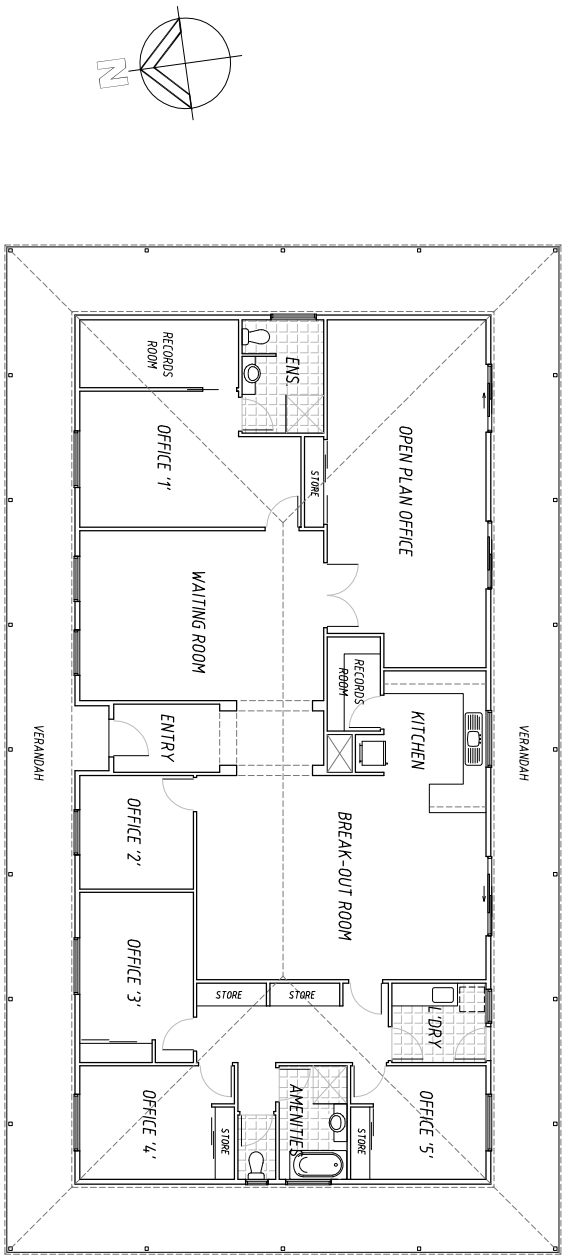 N
RECORDS
ROOM
ENS.
OFFICE '1'
STORE
OPEN PLAN OFFICE
WAITING ROOM
RECORDS
ROOM
ENTRY
KITCHEN
VERANDAH
VERANDAH
OFFICE '2'
BREAK-OUT ROOM
OFFICE '3'
STORE
STORE
L'DRY
OFFICE '4'
STORE
AMENITIES
STORE
OFFICE '5'